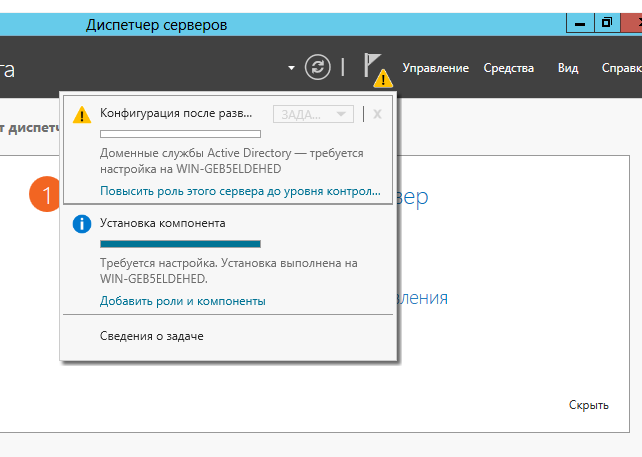 Диспетчер серверов
Управление Средства Вид Справк
Конфигурация после разв... ЗАДА... X
т диспетч
Доменные службы Active Directory — требуется
настройка на WIN-GEB5ELDEHED
Повысить роль этого сервера до уровня контрол...
1
вер
Установка компонента
Требуется настройка. Установка выполнена на
WIN-GEB5ELDEHED.
Добавить роли и компоненты
вления
Сведения о задаче
Скрыть